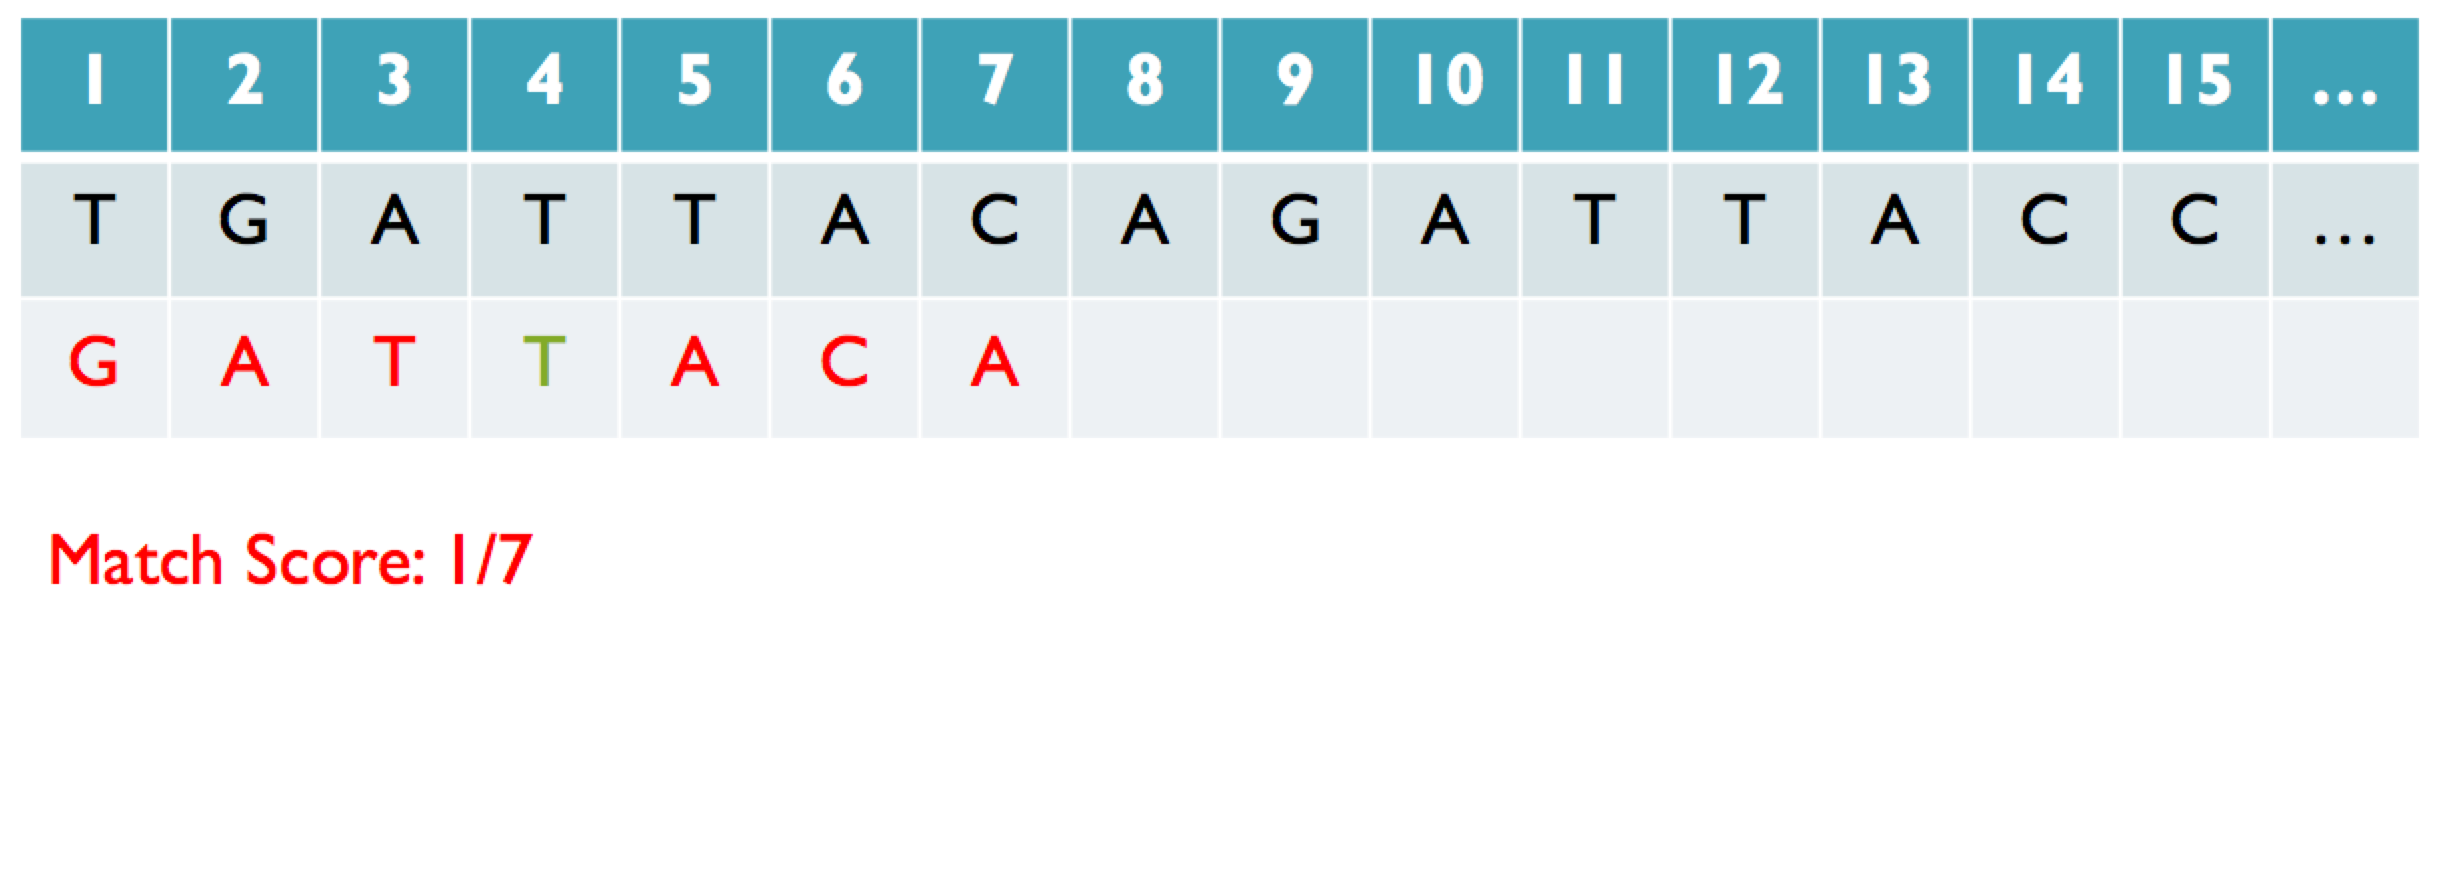 1 2 3 4 5 6 7 8 9 10 11 12 13 14 15 ...
T G A T T A C A G A T T A C C ...
G A T T A C A
Match Score: 1/7